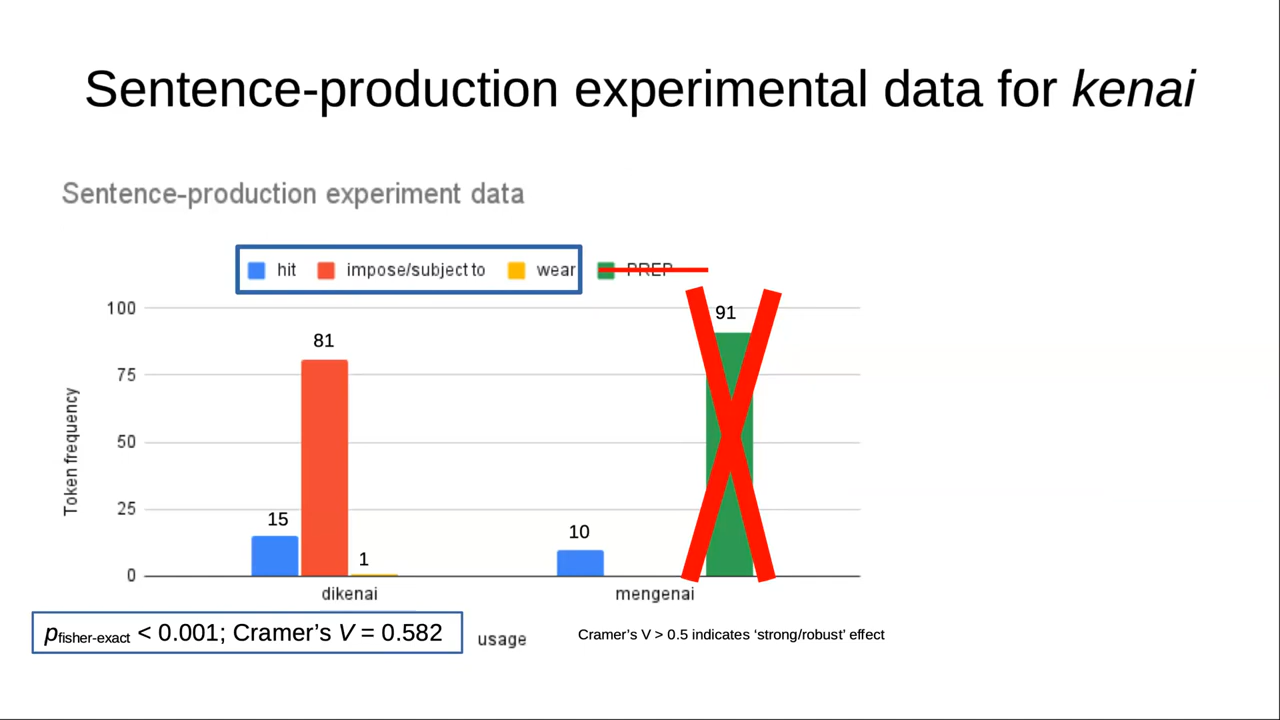 Sentence-production experimental data for kenai
Sentence-production experiment data
hit impose/subject to wear PREP
100
91
81
75
Token frequency
50
25
15
10
1
0
dikenai mengenai
pfisher-exact < 0.001; Cramer's V = 0.582
usage
Cramer's V > 0.5 indicates 'strong/robust' effect